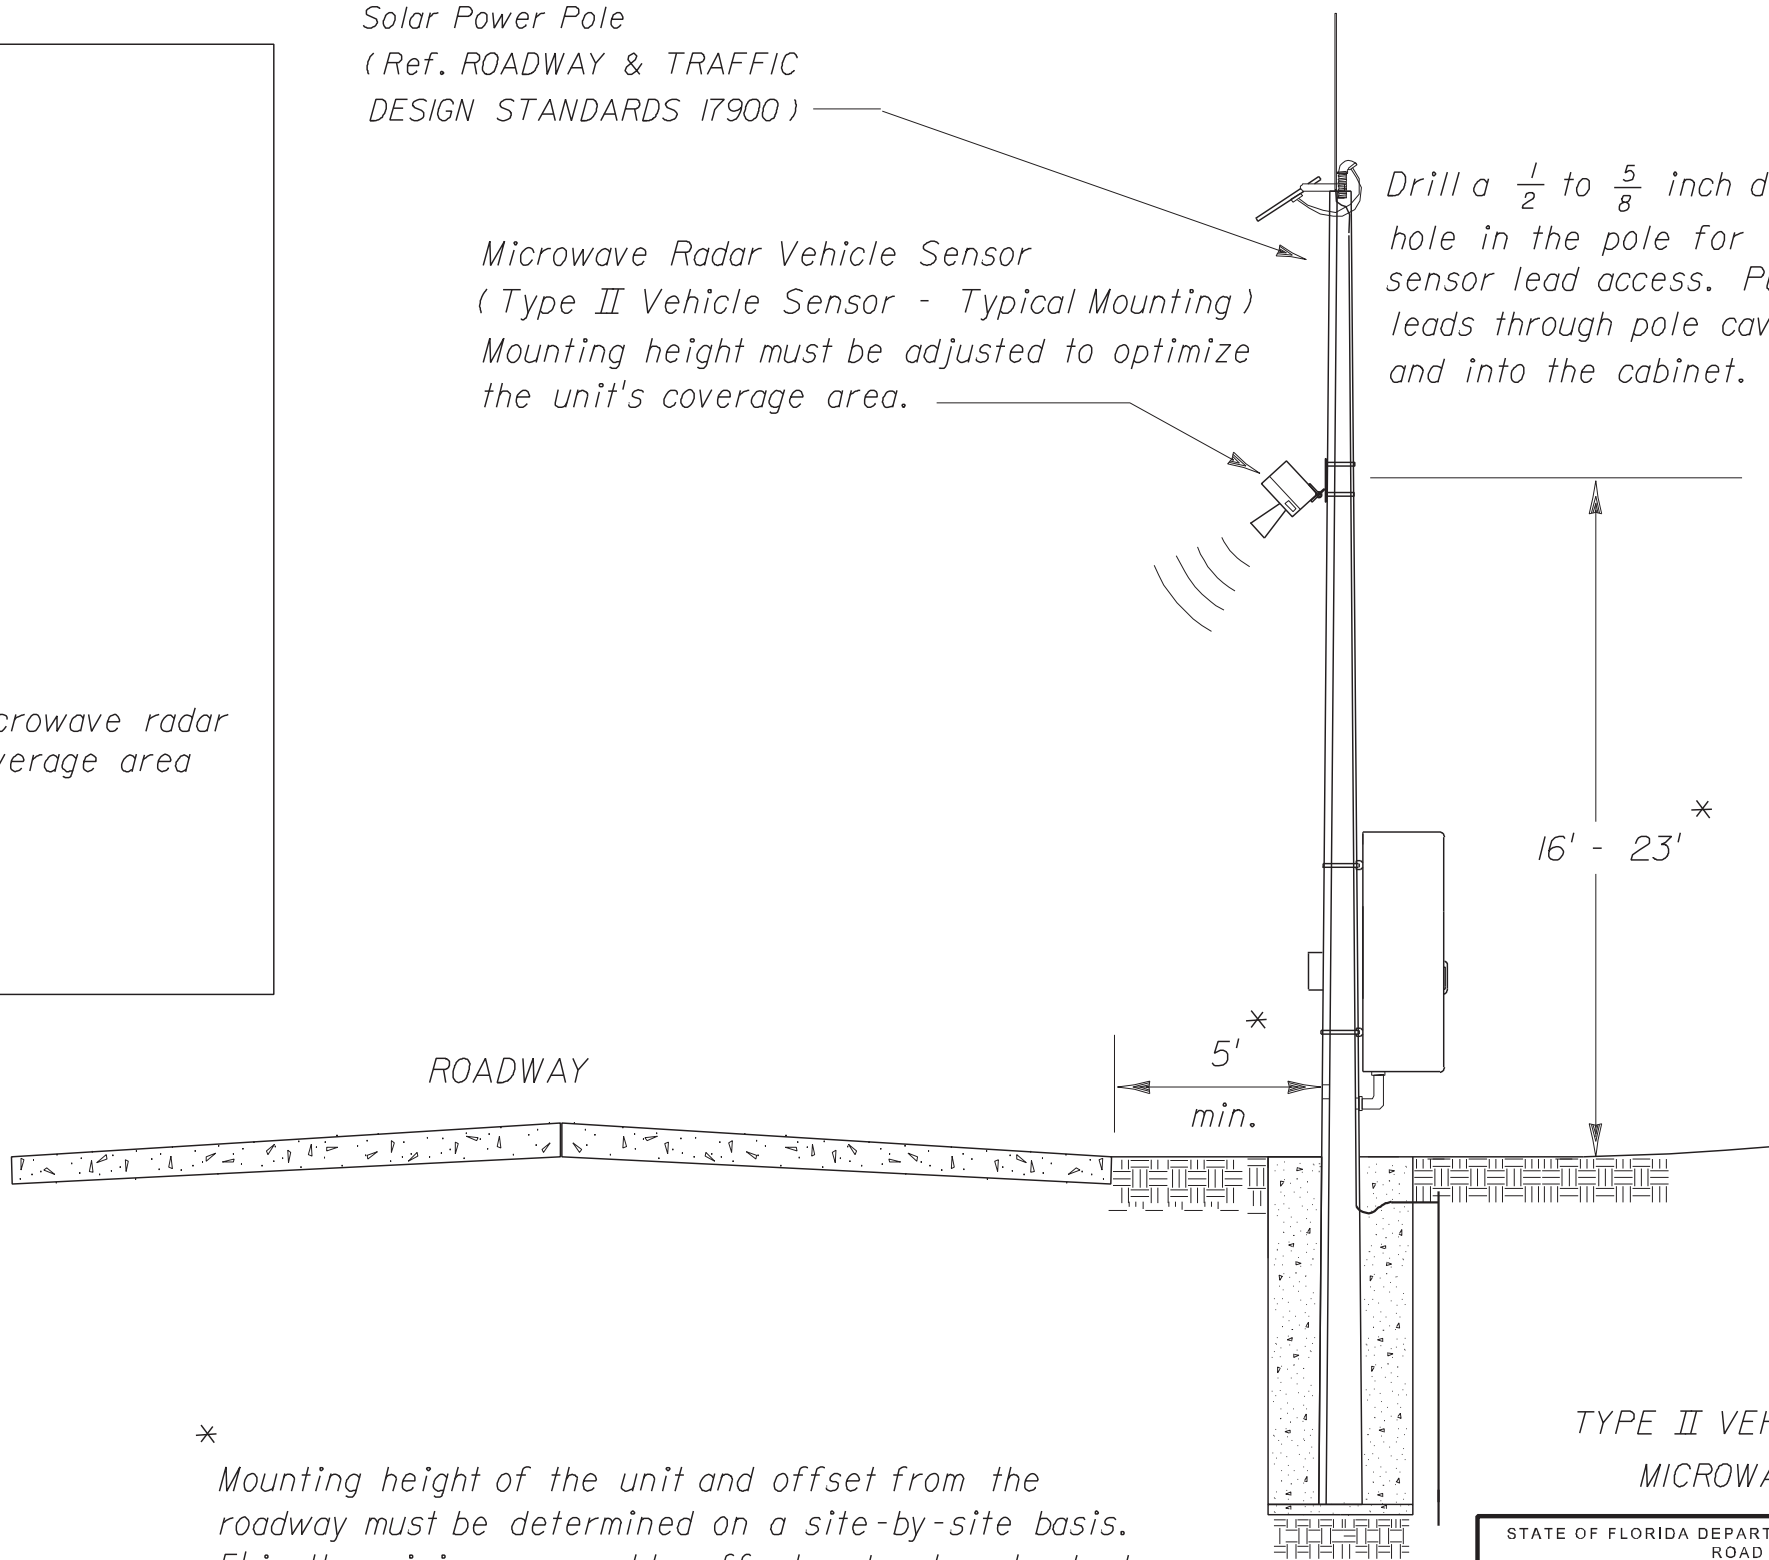 Solar Power Pole
(Ref. ROADWAY & TRAFFIC
DESIGN STANDARDS 17900)
Drill a 1/2 to 5/8 inch d
hole in the pole for
sensor lead access. Pu
leads through pole cav
and into the cabinet.
Microwave Radar Vehicle Sensor
(Type II Vehicle Sensor - Typical Mounting)
Mounting height must be adjusted to optimize
the unit's coverage area.
crowave radar
verage area
16' - 23' *
5' *
min.
ROADWAY
*
Mounting height of the unit and offset from the
roadway must be determined on a site-by-site basis.
TYPE II VEH
MICROWA
STATE OF FLORIDA DEPART
ROAD